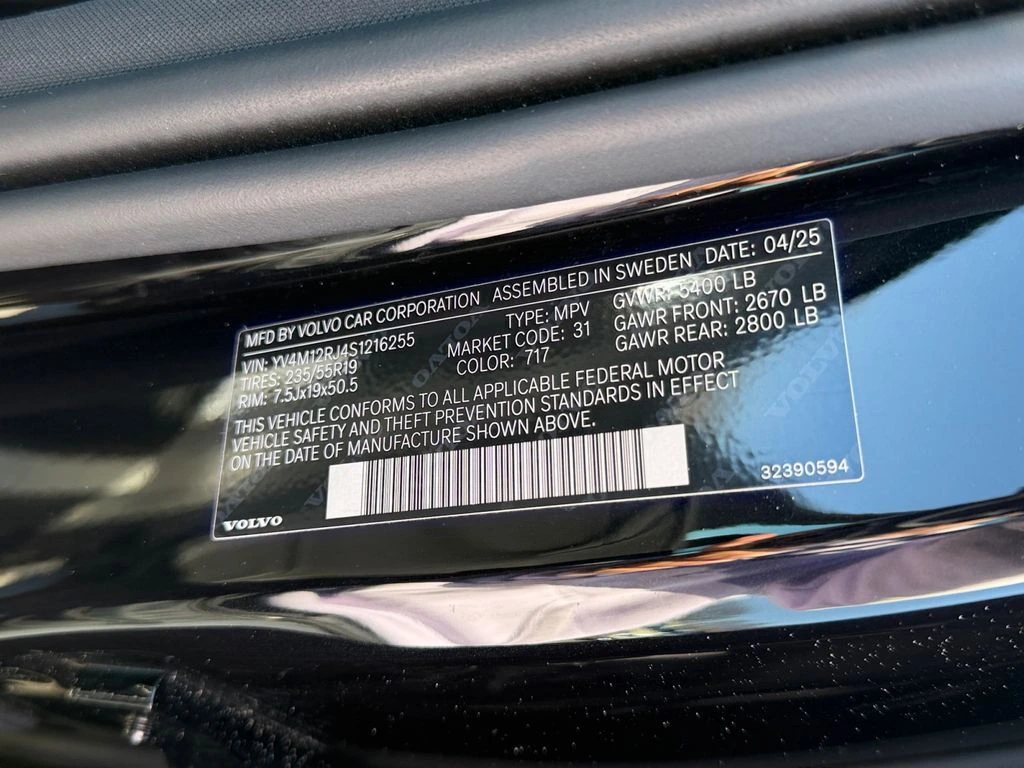 MFD BY VOLVO CAR CORPORATION ASSEMBLED IN SWEDEN DATE: 04/25
VIN: YV4M12RJ4S1216255 TYPE: MPV GVWR: 5400 LB
TIRES: 235/55R19 MARKET CODE: 31 GAWR FRONT: 2670 LB
RIM: 7.5Jx19x50.5 COLOR: 717 GAWR REAR: 2800 LB
THIS VEHICLE CONFORMS TO ALL APPLICABLE FEDERAL MOTOR
VEHICLE SAFETY AND THEFT PREVENTION STANDARDS IN EFFECT
ON THE DATE OF MANUFACTURE SHOWN ABOVE.
32390594
VOLVO